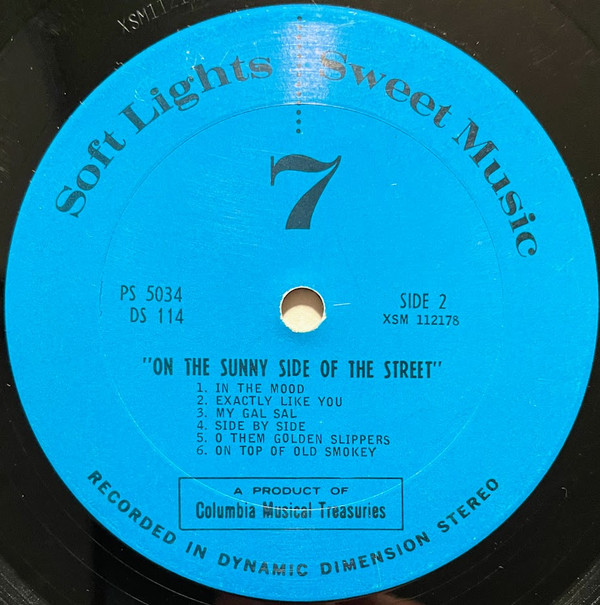 Soft Lights Sweet Music
7
PS 5034
DS 114
SIDE 2
XSM 112178
"ON THE SUNNY SIDE OF THE STREET"
1. IN THE MOOD
2. EXACTLY LIKE YOU
3. MY GAL SAL
4. SIDE BY SIDE
5. O THEM GOLDEN SLIPPERS
6. ON TOP OF OLD SMOKEY
A PRODUCT OF
Columbia Musical Treasuries
RECORDED IN DYNAMIC DIMENSION STEREO